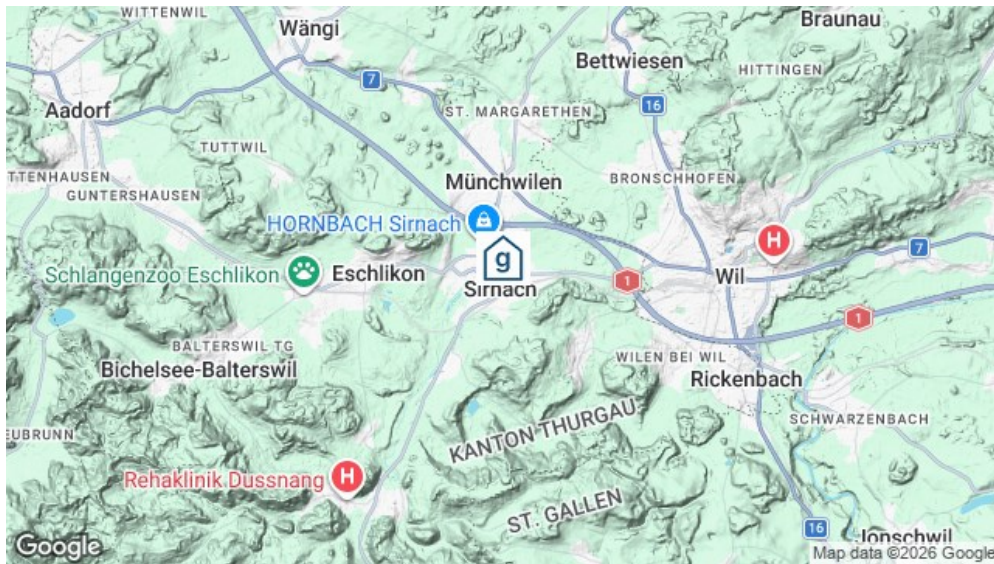 WITTENWIL
Wängi
Braunau
Bettwiesen
HITTINGEN
7
16
Aadorf
ST. MARGARETHEN
TUTTWIL
TTENHAUSEN
Münchwilen
BRONSCHHOFEN
GUNTERSHAUSEN
HORNBACH Sirnach
H
7
g
Schlangenzoo Eschlikon
Eschlikon
Sirnach
1
Wil
1
BALTERSWIL TG
Bichelsee-Balterswil
WILEN BEI WIL
Rickenbach
SCHWARZENBACH
EUBRUNN
KANTON THURGAU
Rehaklinik Dussnang
H
ST. GALLEN
16
Jonschwil
Google
Map data ©2026 Google